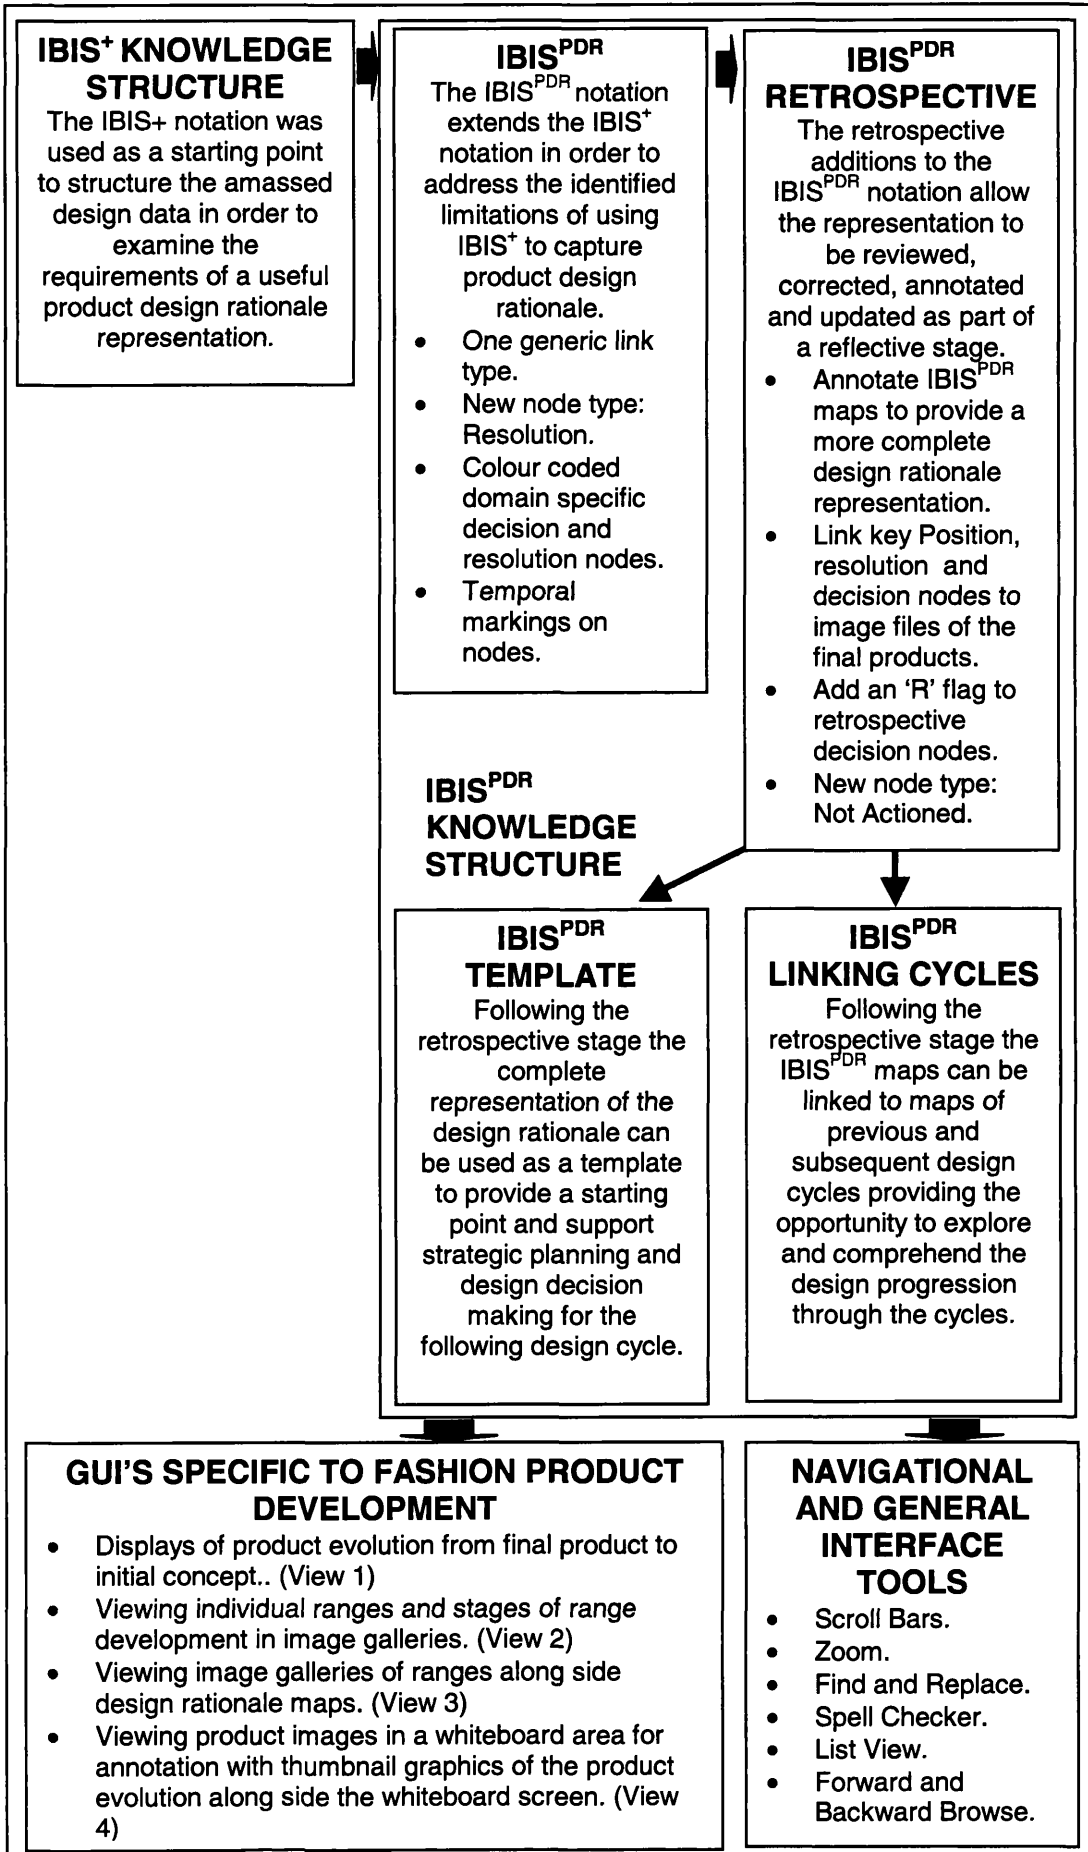 IBIS⁺ KNOWLEDGE
STRUCTURE
The IBIS+ notation was
used as a starting point
to structure the amassed
design data in order to
examine the
requirements of a useful
product design rationale
representation.
IBISᴾᴰᴿ
The IBISᴾᴰᴿ notation
extends the IBIS⁺
notation in order to
address the identified
limitations of using
IBIS⁺ to capture
product design
rationale.
• One generic link
type.
• New node type:
Resolution.
• Colour coded
domain specific
decision and
resolution nodes.
• Temporal
markings on
nodes.
IBISᴾᴰᴿ
RETROSPECTIVE
The retrospective
additions to the
IBISᴾᴰᴿ notation allow
the representation to
be reviewed,
corrected, annotated
and updated as part of
a reflective stage.
• Annotate IBISᴾᴰᴿ
maps to provide a
more complete
design rationale
representation.
• Link key Position,
resolution and
decision nodes to
image files of the
final products.
• Add an ‘R’ flag to
retrospective
decision nodes.
• New node type:
Not Actioned.
IBISᴾᴰᴿ
KNOWLEDGE
STRUCTURE
IBISᴾᴰᴿ
TEMPLATE
Following the
retrospective stage the
complete
representation of the
design rationale can
be used as a template
to provide a starting
point and support
strategic planning and
design decision
making for the
following design cycle.
IBISᴾᴰᴿ
LINKING CYCLES
Following the
retrospective stage the
IBISᴾᴰᴿ maps can be
linked to maps of
previous and
subsequent design
cycles providing the
opportunity to explore
and comprehend the
design progression
through the cycles.
GUI'S SPECIFIC TO FASHION PRODUCT
DEVELOPMENT
• Displays of product evolution from final product to
initial concept.. (View 1)
• Viewing individual ranges and stages of range
development in image galleries. (View 2)
• Viewing image galleries of ranges along side
design rationale maps. (View 3)
• Viewing product images in a whiteboard area for
annotation with thumbnail graphics of the product
evolution along side the whiteboard screen. (View
4)
NAVIGATIONAL
AND GENERAL
INTERFACE
TOOLS
• Scroll Bars.
• Zoom.
• Find and Replace.
• Spell Checker.
• List View.
• Forward and
Backward Browse.